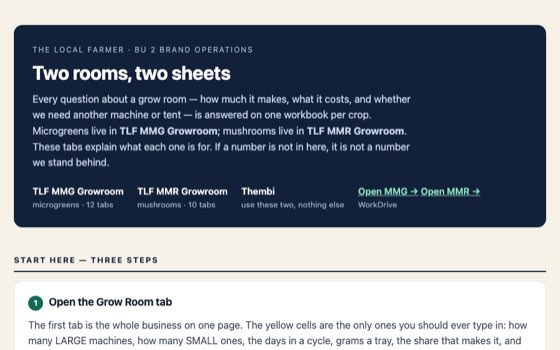 THE LOCAL FARMER · BU 2 BRAND OPERATIONS
Two rooms, two sheets
Every question about a grow room — how much it makes, what it costs, and whether
we need another machine or tent — is answered on one workbook per crop.
Microgreens live in TLF MMG Growroom; mushrooms live in TLF MMR Growroom.
These tabs explain what each one is for. If a number is not in here, it is not a number
we stand behind.
TLF MMG Growroom TLF MMR Growroom Thembi Open MMG → Open MMR →
microgreens · 12 tabs mushrooms · 10 tabs use these two, nothing else WorkDrive
START HERE — THREE STEPS
1 Open the Grow Room tab
The first tab is the whole business on one page. The yellow cells are the only ones you should ever type in: how
many LARGE machines, how many SMALL ones, the days in a cycle, grams a tray, the share that makes it, and